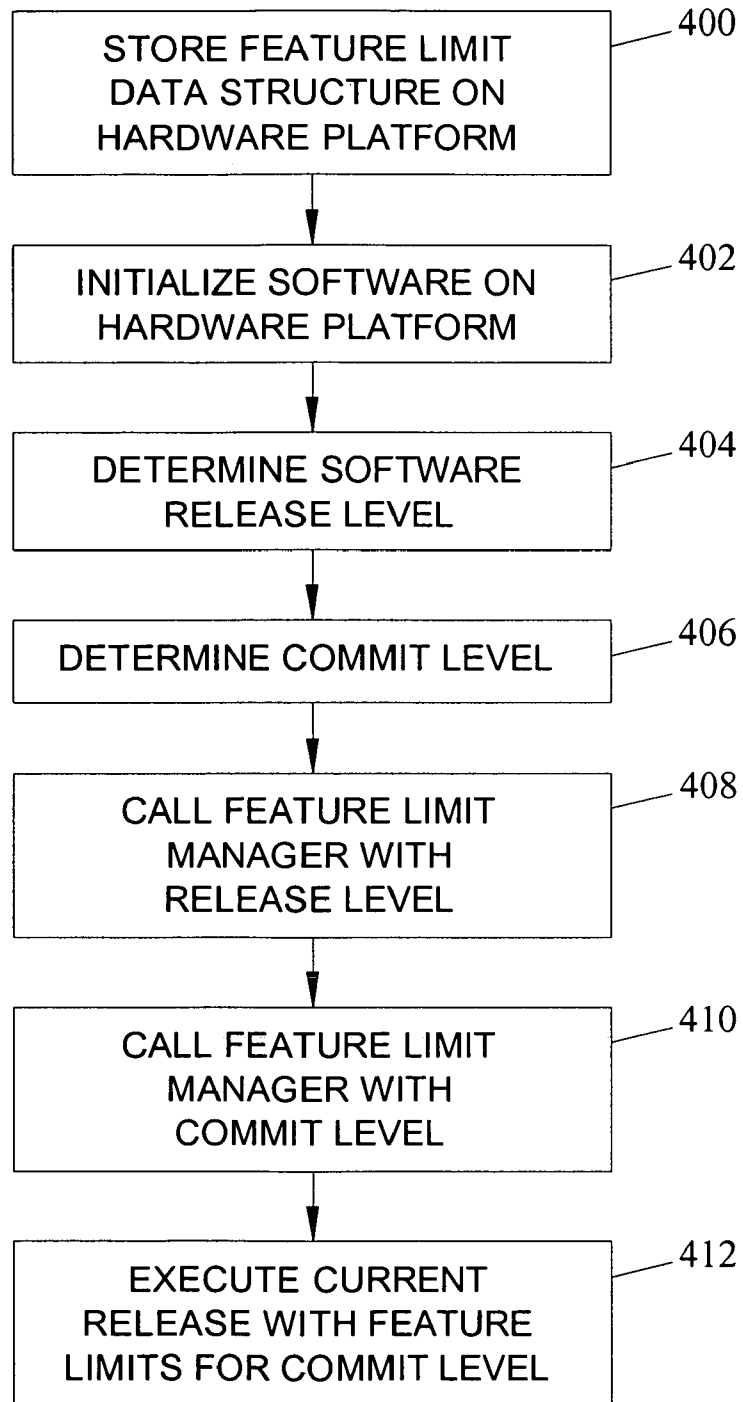 400
STORE FEATURE LIMIT
DATA STRUCTURE ON
HARDWARE PLATFORM
402
INITIALIZE SOFTWARE ON
HARDWARE PLATFORM
404
DETERMINE SOFTWARE
RELEASE LEVEL
406
DETERMINE COMMIT LEVEL
408
CALL FEATURE LIMIT
MANAGER WITH
RELEASE LEVEL
410
CALL FEATURE LIMIT
MANAGER WITH
COMMIT LEVEL
412
EXECUTE CURRENT
RELEASE WITH FEATURE
LIMITS FOR COMMIT LEVEL